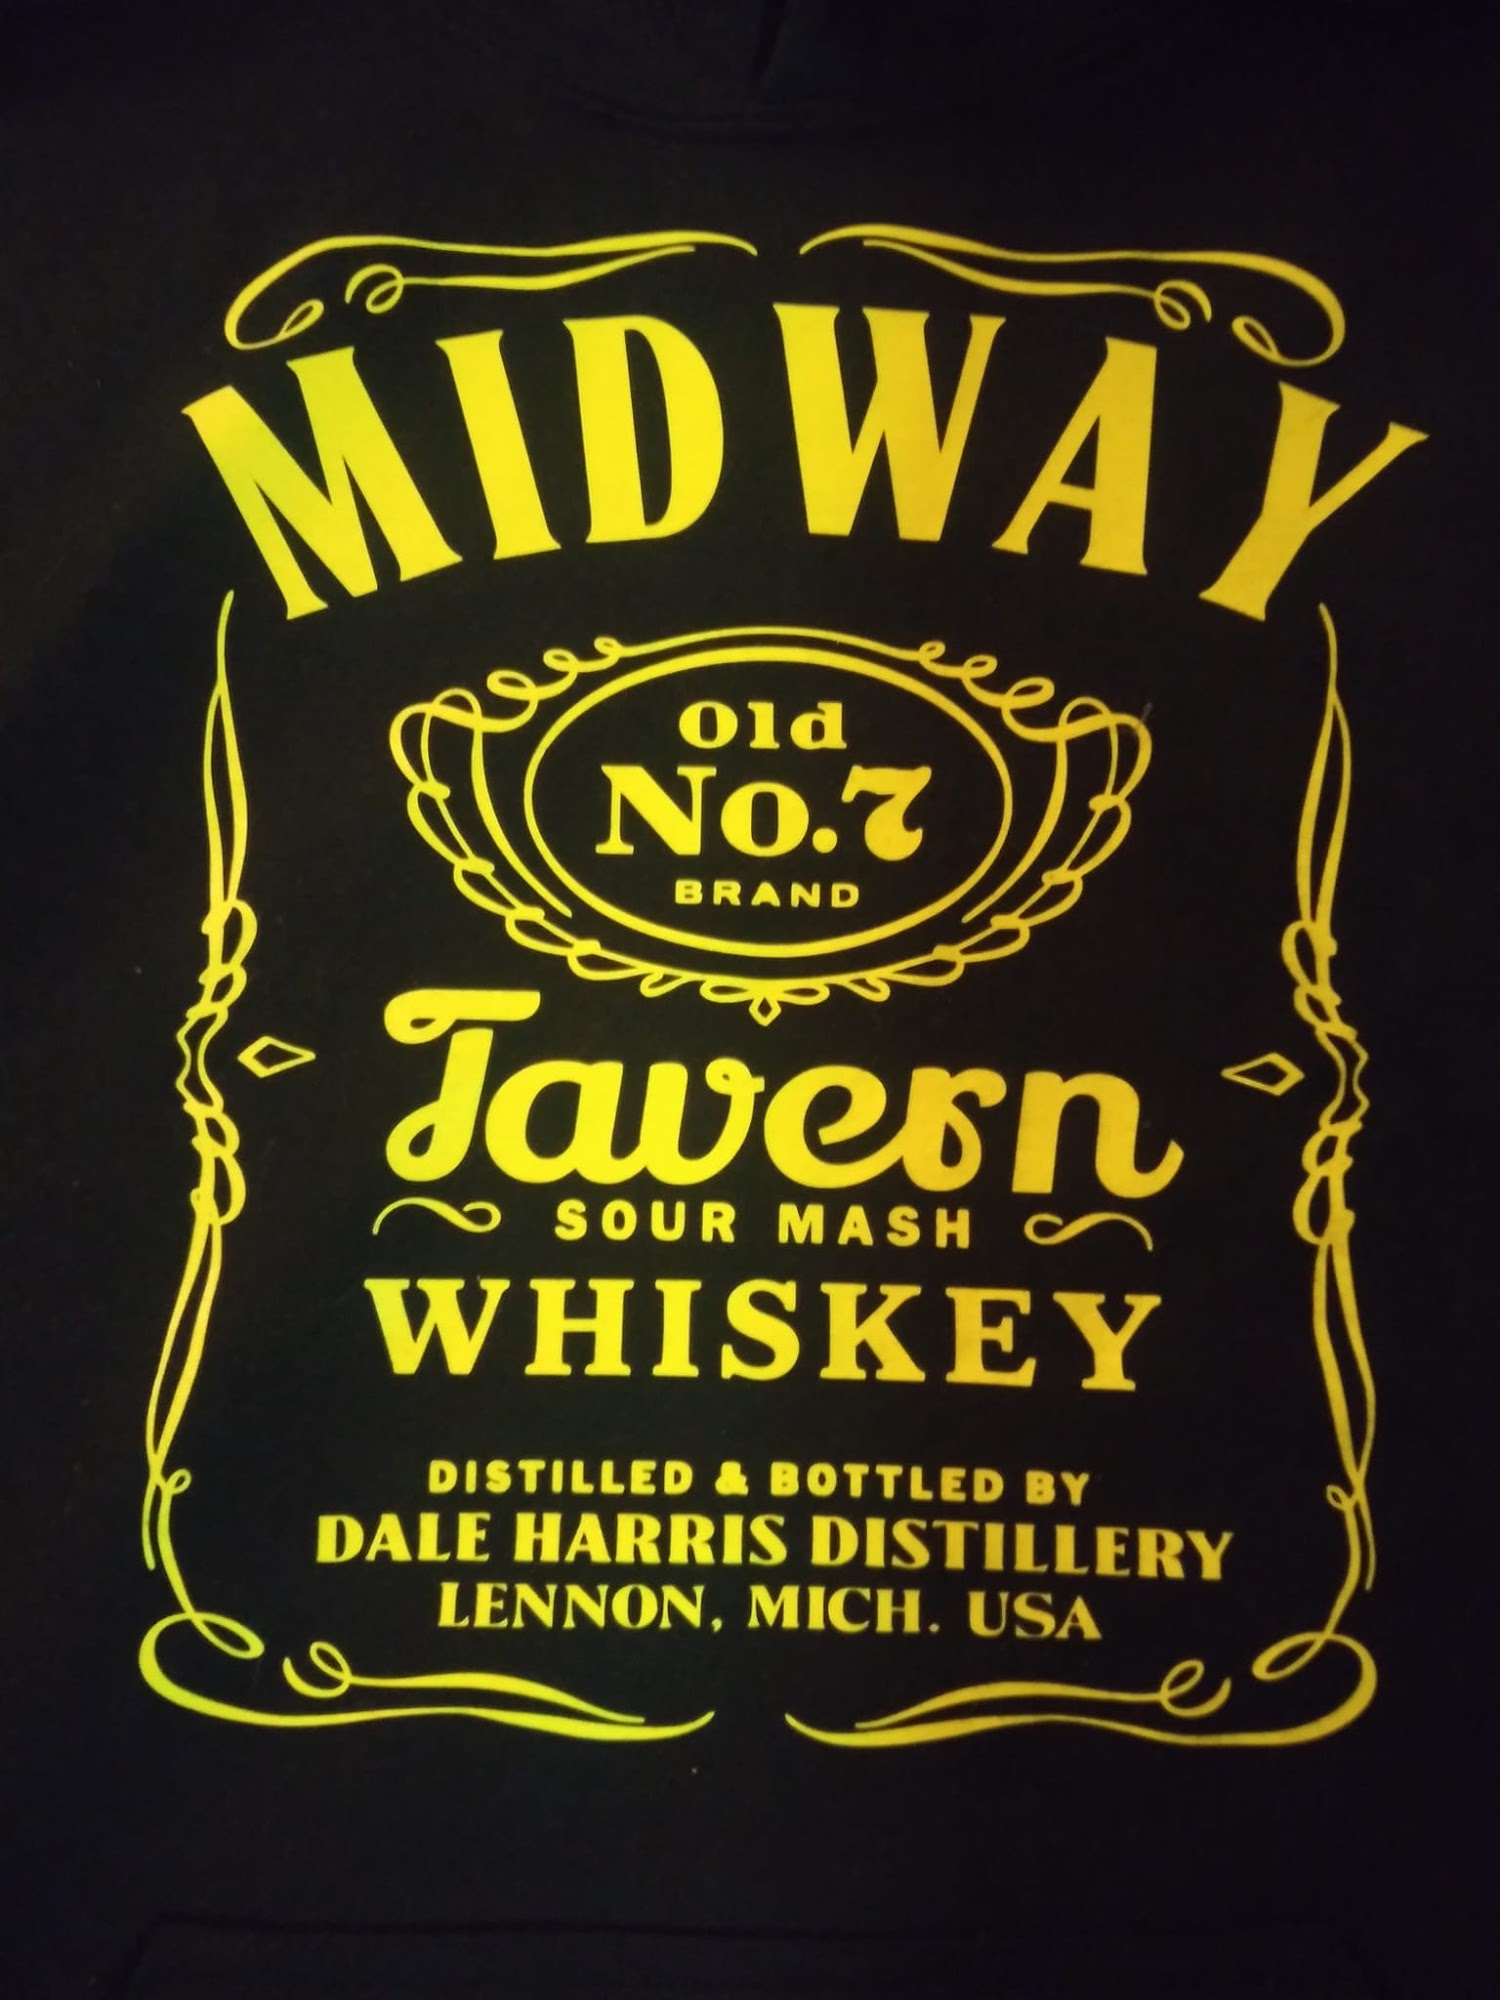 MIDWAY
Old
No.7
BRAND
Tavern
SOUR MASH
WHISKEY
DISTILLED & BOTTLED BY
DALE HARRIS DISTILLERY
LENNON, MICH. USA